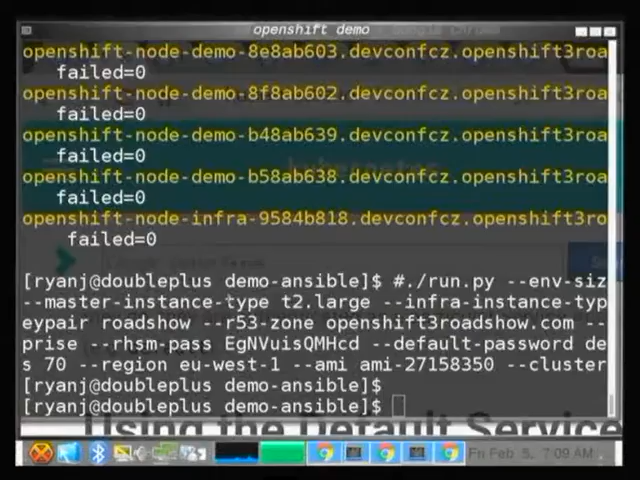 openshift demo
openshift-node-demo-8e8ab603.devconfcz.openshift3roa
failed=0
openshift-node-demo-8f8ab602.devconfcz.openshift3roa
failed=0
openshift-node-demo-b48ab639.devconfcz.openshift3roa
failed=0
openshift-node-demo-b58ab638.devconfcz.openshift3roa
failed=0
openshift-node-infra-9584b818.devconfcz.openshift3ro
failed=0
[ryanj@doubleplus demo-ansible]$ #./run.py --env-siz
--master-instance-type t2.large --infra-instance-typ
eypair roadshow --r53-zone openshift3roadshow.com --
prise --rhsm-pass EgNVuisQMHcd --default-password de
s 70 --region eu-west-1 --ami ami-27158350 --cluster
[ryanj@doubleplus demo-ansible]$
[ryanj@doubleplus demo-ansible]$
Using the Default Service
Fri Feb 5, 7:09 AM